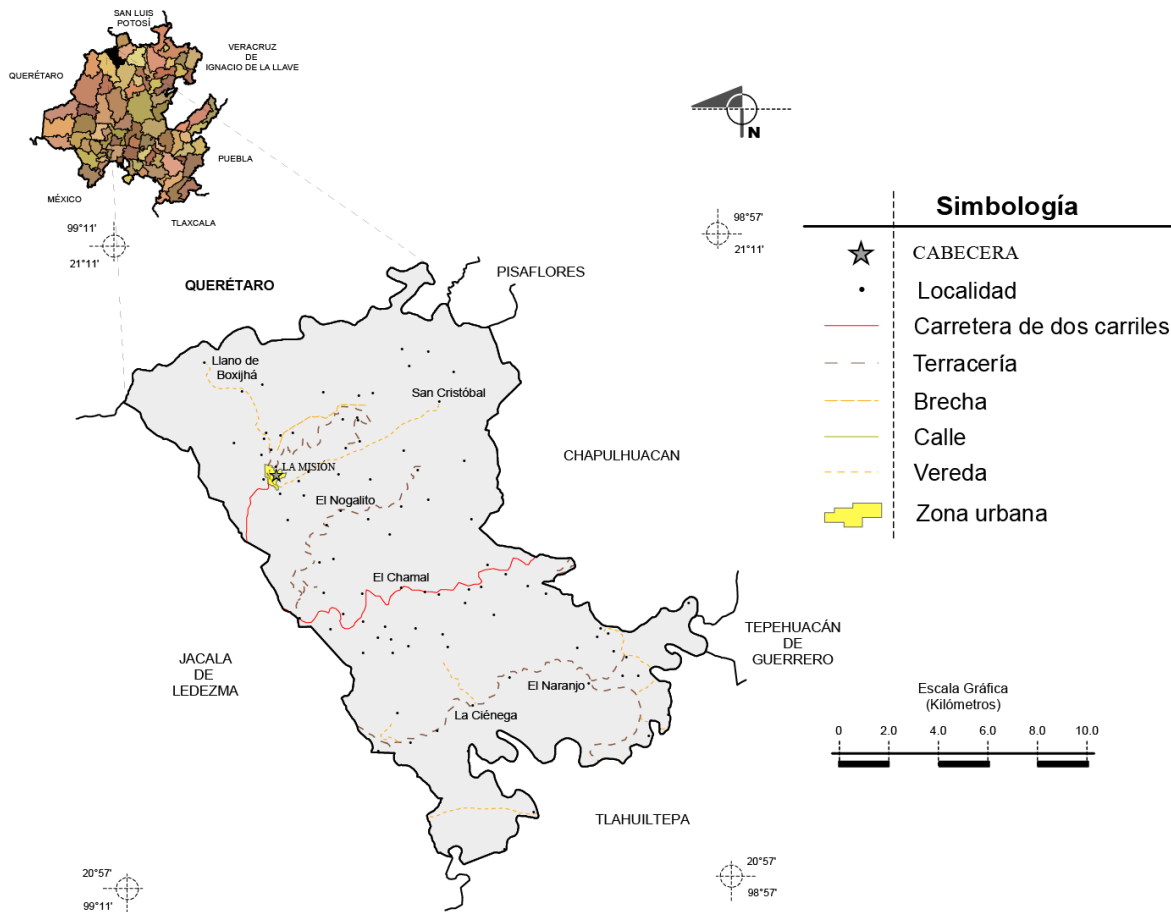 SAN LUIS
POTOSÍ
VERACRUZ
DE
IGNACIO DE LA LLAVE
QUERÉTARO
PUEBLA
MÉXICO
TLAXCALA
N
99°11'
21°11'
98°57'
21°11'
Simbología
CABECERA
Localidad
Carretera de dos carriles
Terracería
Brecha
Calle
Vereda
Zona urbana
QUERÉTARO
PISAFLORES
Llano de
Boxijhá
San Cristóbal
LA MISIÓN
CHAPULHUACAN
El Nogalito
El Chamal
TEPEHUACÁN
DE
GUERRERO
JACALA
DE
LEDEZMA
El Naranjo
La Ciénega
Escala Gráfica
(Kilómetros)
0 2.0 4.0 6.0 8.0 10.0
TLAHUILTEPA
20°57'
99°11'
20°57'
98°57'